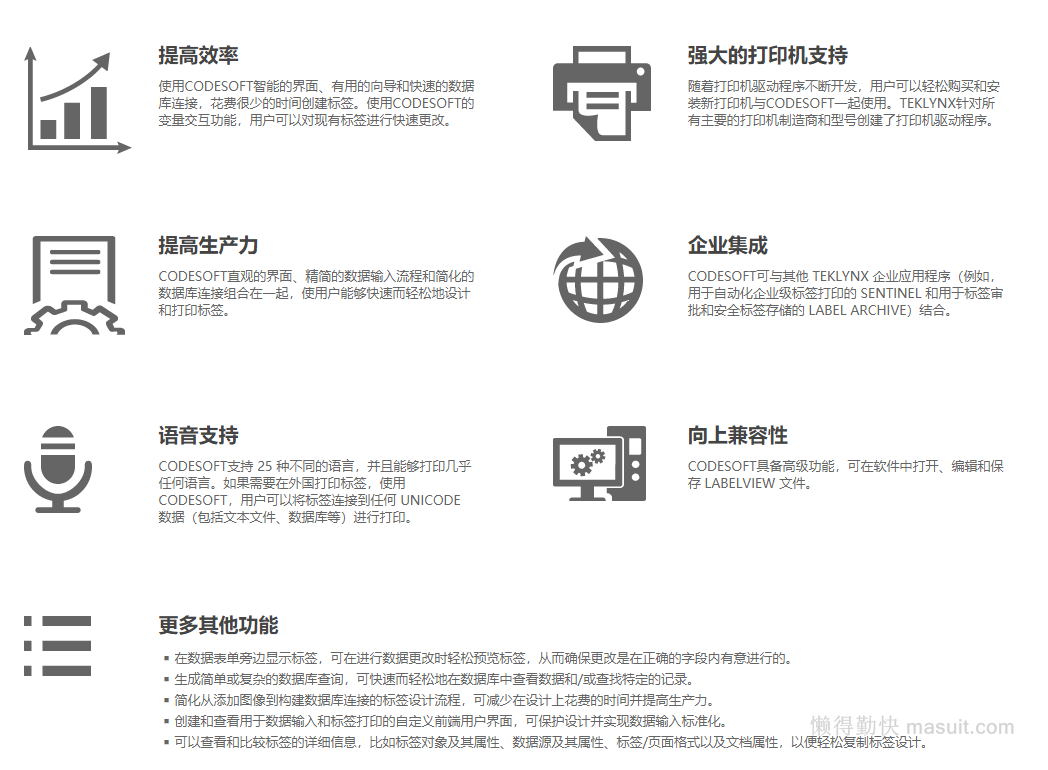 提高效率
使用CODESOFT智能的界面、有用的向导和快速的数据
库连接，花费很少的时间创建标签。使用CODESOFT的
变量交互功能，用户可以对现有标签进行快速更改。
强大的打印机支持
随着打印机驱动程序不断开发，用户可以轻松购买和安
装新打印机与CODESOFT一起使用。TEKLYNX针对所
有主要的打印机制造商和型号创建了打印机驱动程序。
提高生产力
CODESOFT直观的界面、精简的数据输入流程和简化的
数据库连接组合在一起，使用户能够快速而轻松地设计
和打印标签。
企业集成
CODESOFT可与其他 TEKLYNX 企业应用程序（例如，
用于自动化企业级标签打印的 SENTINEL 和用于标签审
批和安全标签存储的 LABEL ARCHIVE）结合。
语音支持
CODESOFT支持 25 种不同的语言，并且能够打印几乎
任何语言。如果需要在外国打印标签，使用
CODESOFT，用户可以将标签连接到任何 UNICODE
数据（包括文本文件、数据库等）进行打印。
向上兼容性
CODESOFT具备高级功能，可在软件中打开、编辑和保
存 LABELVIEW 文件。
更多其他功能
▪ 在数据表单旁边显示标签，可在进行数据更改时轻松预览标签，从而确保更改是在正确的字段内有意进行的。
▪ 生成简单或复杂的数据库查询，可快速而轻松地在数据库中查看数据和/或查找特定的记录。
▪ 简化从添加图像到构建数据库连接的标签设计流程，可减少在设计上花费的时间并提高生产力。
▪ 创建和查看用于数据输入和标签打印的自定义前端用户界面，可保护设计并实现数据输入标准化。
▪ 可以查看和比较标签的详细信息，比如标签对象及其属性、数据源及其属性、标签/页面格式以及文档属性，以便轻松复制标签设计。
懒得勤快 masuit.com